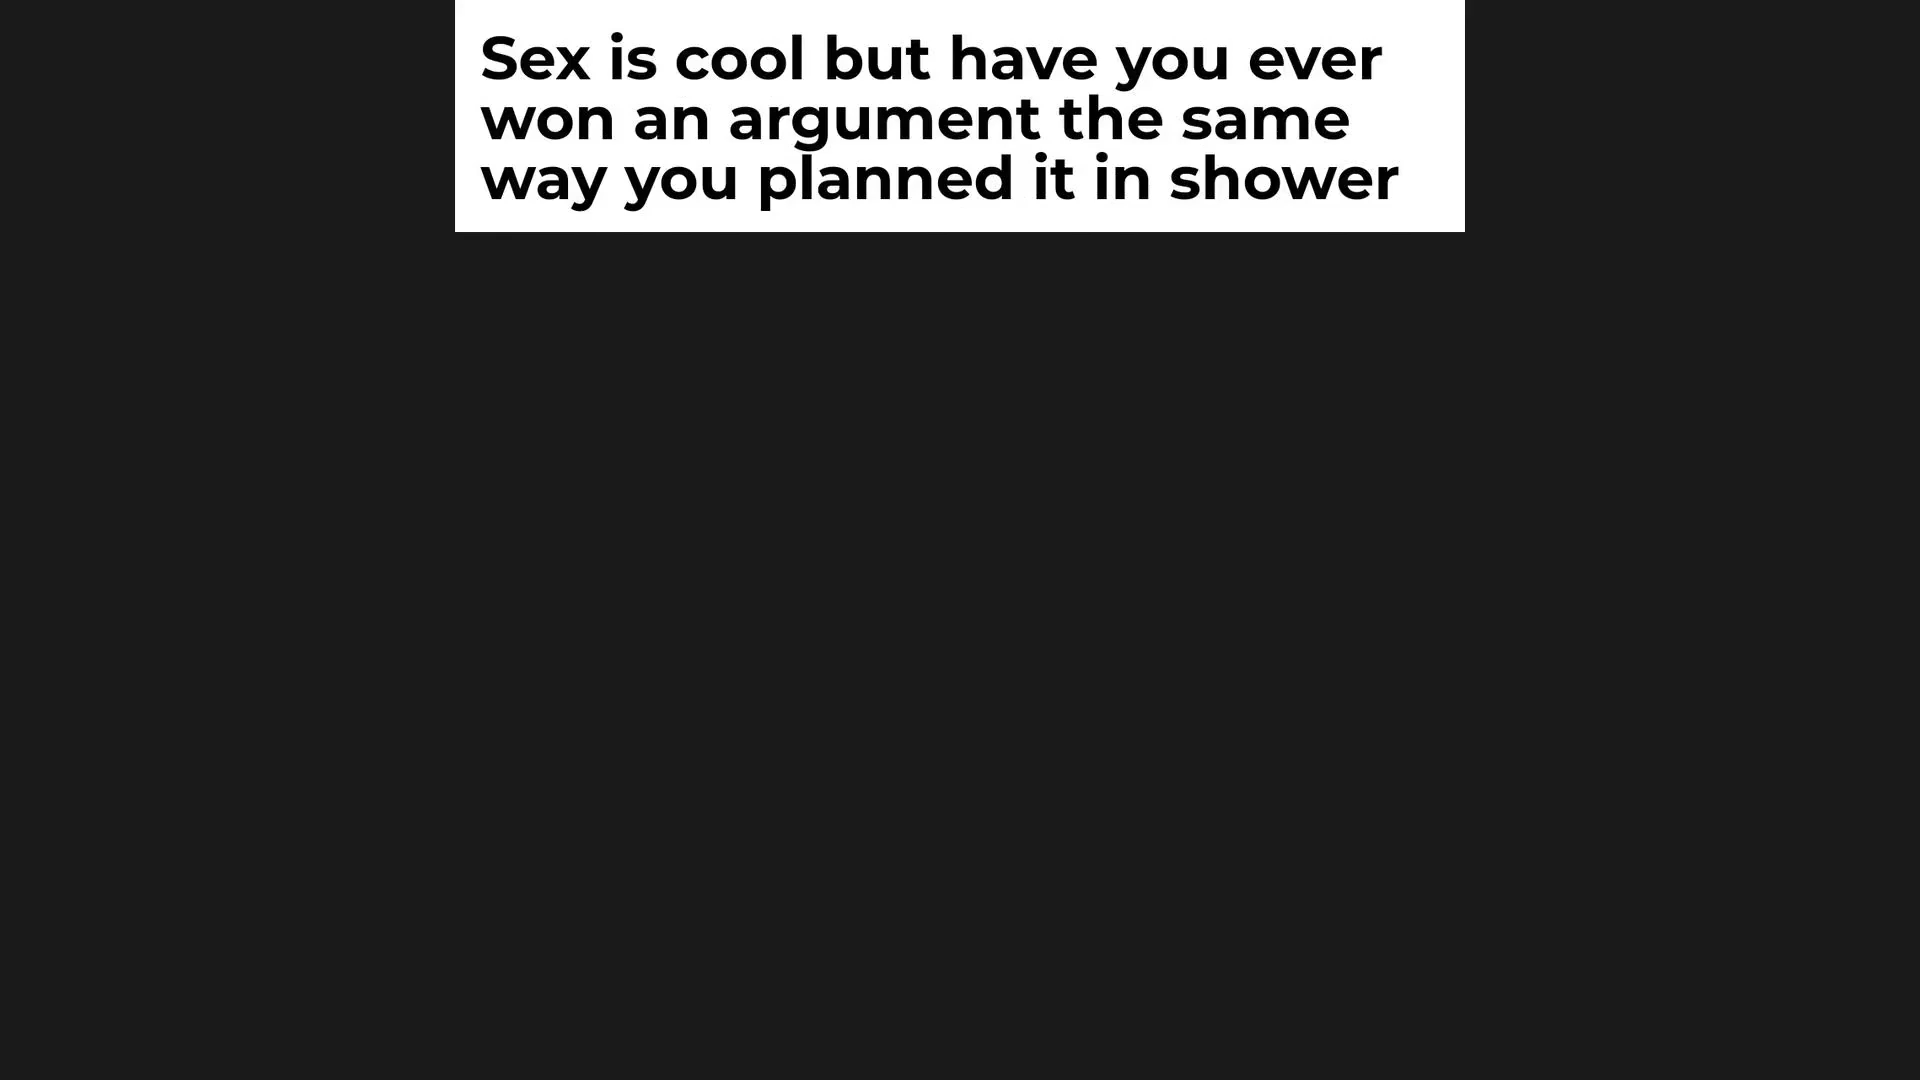 Sex is cool but have you ever
won an argument the same
way you planned it in shower